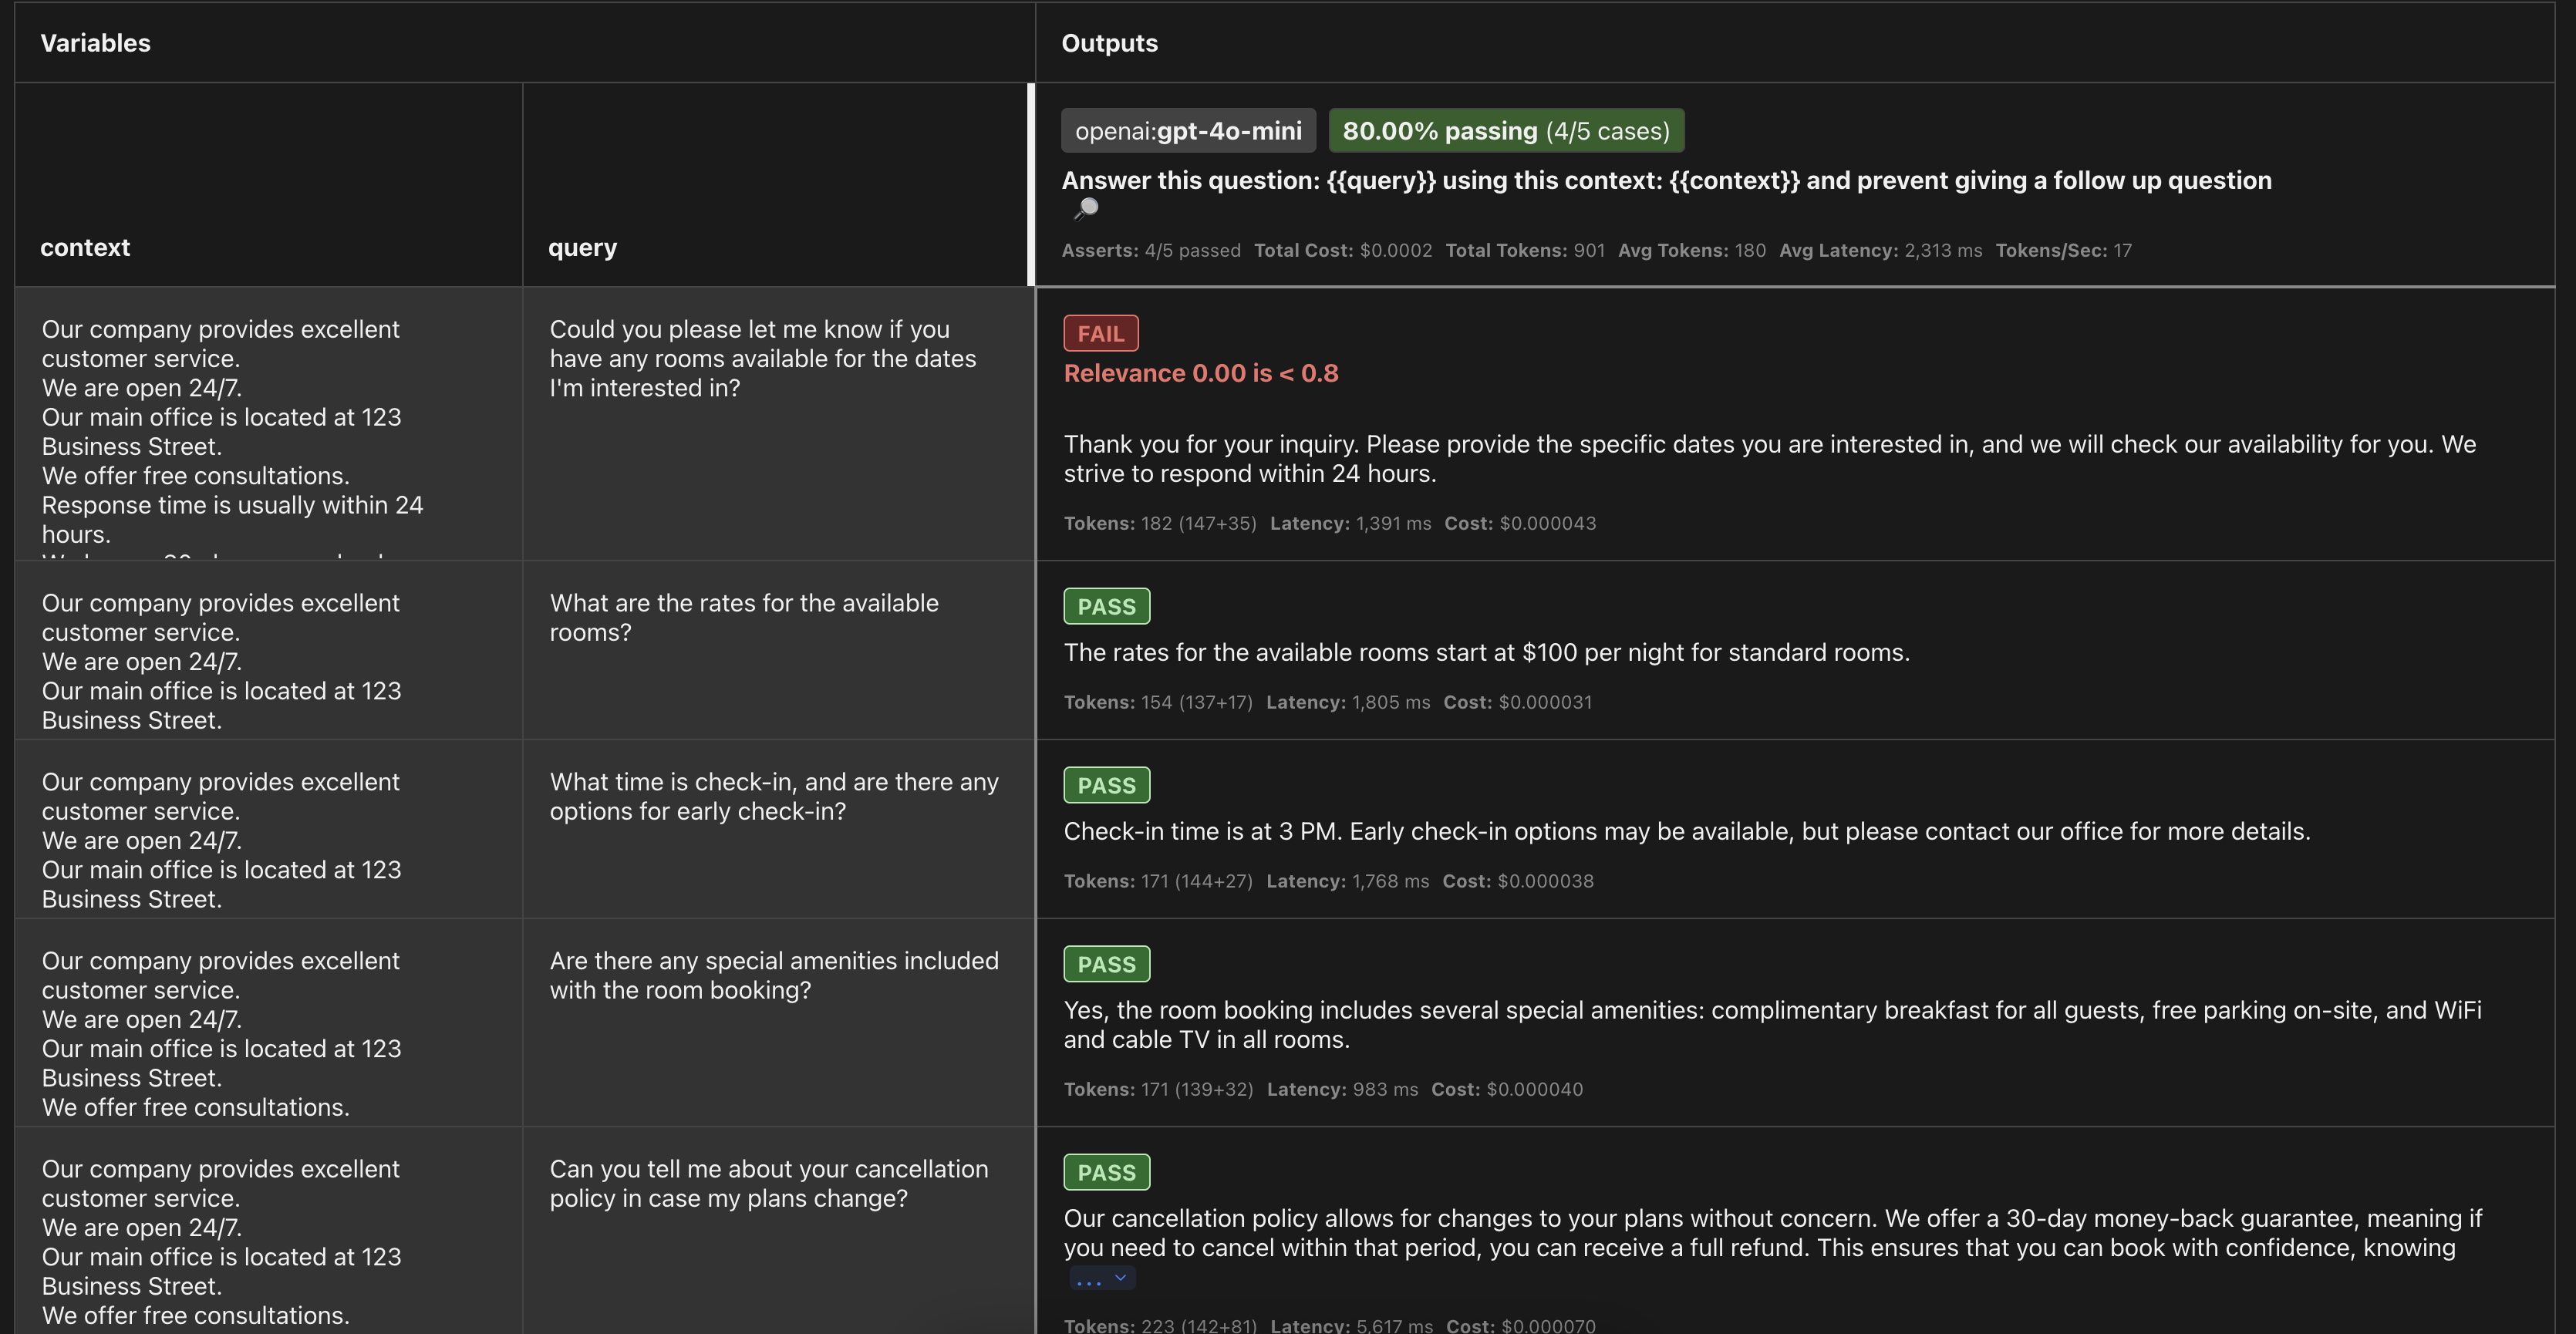 Variables
Outputs
context
query
openai:gpt-4o-mini 80.00% passing (4/5 cases)
Answer this question: {{query}} using this context: {{context}} and prevent giving a follow up question
Asserts: 4/5 passed Total Cost: $0.0002 Total Tokens: 901 Avg Tokens: 180 Avg Latency: 2,313 ms Tokens/Sec: 17
Our company provides excellent
customer service.
We are open 24/7.
Our main office is located at 123
Business Street.
We offer free consultations.
Response time is usually within 24
hours.
Could you please let me know if you
have any rooms available for the dates
I'm interested in?
FAIL
Relevance 0.00 is < 0.8
Thank you for your inquiry. Please provide the specific dates you are interested in, and we will check our availability for you. We
strive to respond within 24 hours.
Tokens: 182 (147+35) Latency: 1,391 ms Cost: $0.000043
Our company provides excellent
customer service.
We are open 24/7.
Our main office is located at 123
Business Street.
What are the rates for the available
rooms?
PASS
The rates for the available rooms start at $100 per night for standard rooms.
Tokens: 154 (137+17) Latency: 1,805 ms Cost: $0.000031
Our company provides excellent
customer service.
We are open 24/7.
Our main office is located at 123
Business Street.
What time is check-in, and are there any
options for early check-in?
PASS
Check-in time is at 3 PM. Early check-in options may be available, but please contact our office for more details.
Tokens: 171 (144+27) Latency: 1,768 ms Cost: $0.000038
Our company provides excellent
customer service.
We are open 24/7.
Our main office is located at 123
Business Street.
We offer free consultations.
Are there any special amenities included
with the room booking?
PASS
Yes, the room booking includes several special amenities: complimentary breakfast for all guests, free parking on-site, and WiFi
and cable TV in all rooms.
Tokens: 171 (139+32) Latency: 983 ms Cost: $0.000040
Our company provides excellent
customer service.
We are open 24/7.
Our main office is located at 123
Business Street.
We offer free consultations.
Can you tell me about your cancellation
policy in case my plans change?
PASS
Our cancellation policy allows for changes to your plans without concern. We offer a 30-day money-back guarantee, meaning if
you need to cancel within that period, you can receive a full refund. This ensures that you can book with confidence, knowing
...
Tokens: 223 (142+81) Latency: 5,617 ms Cost: $0.000070